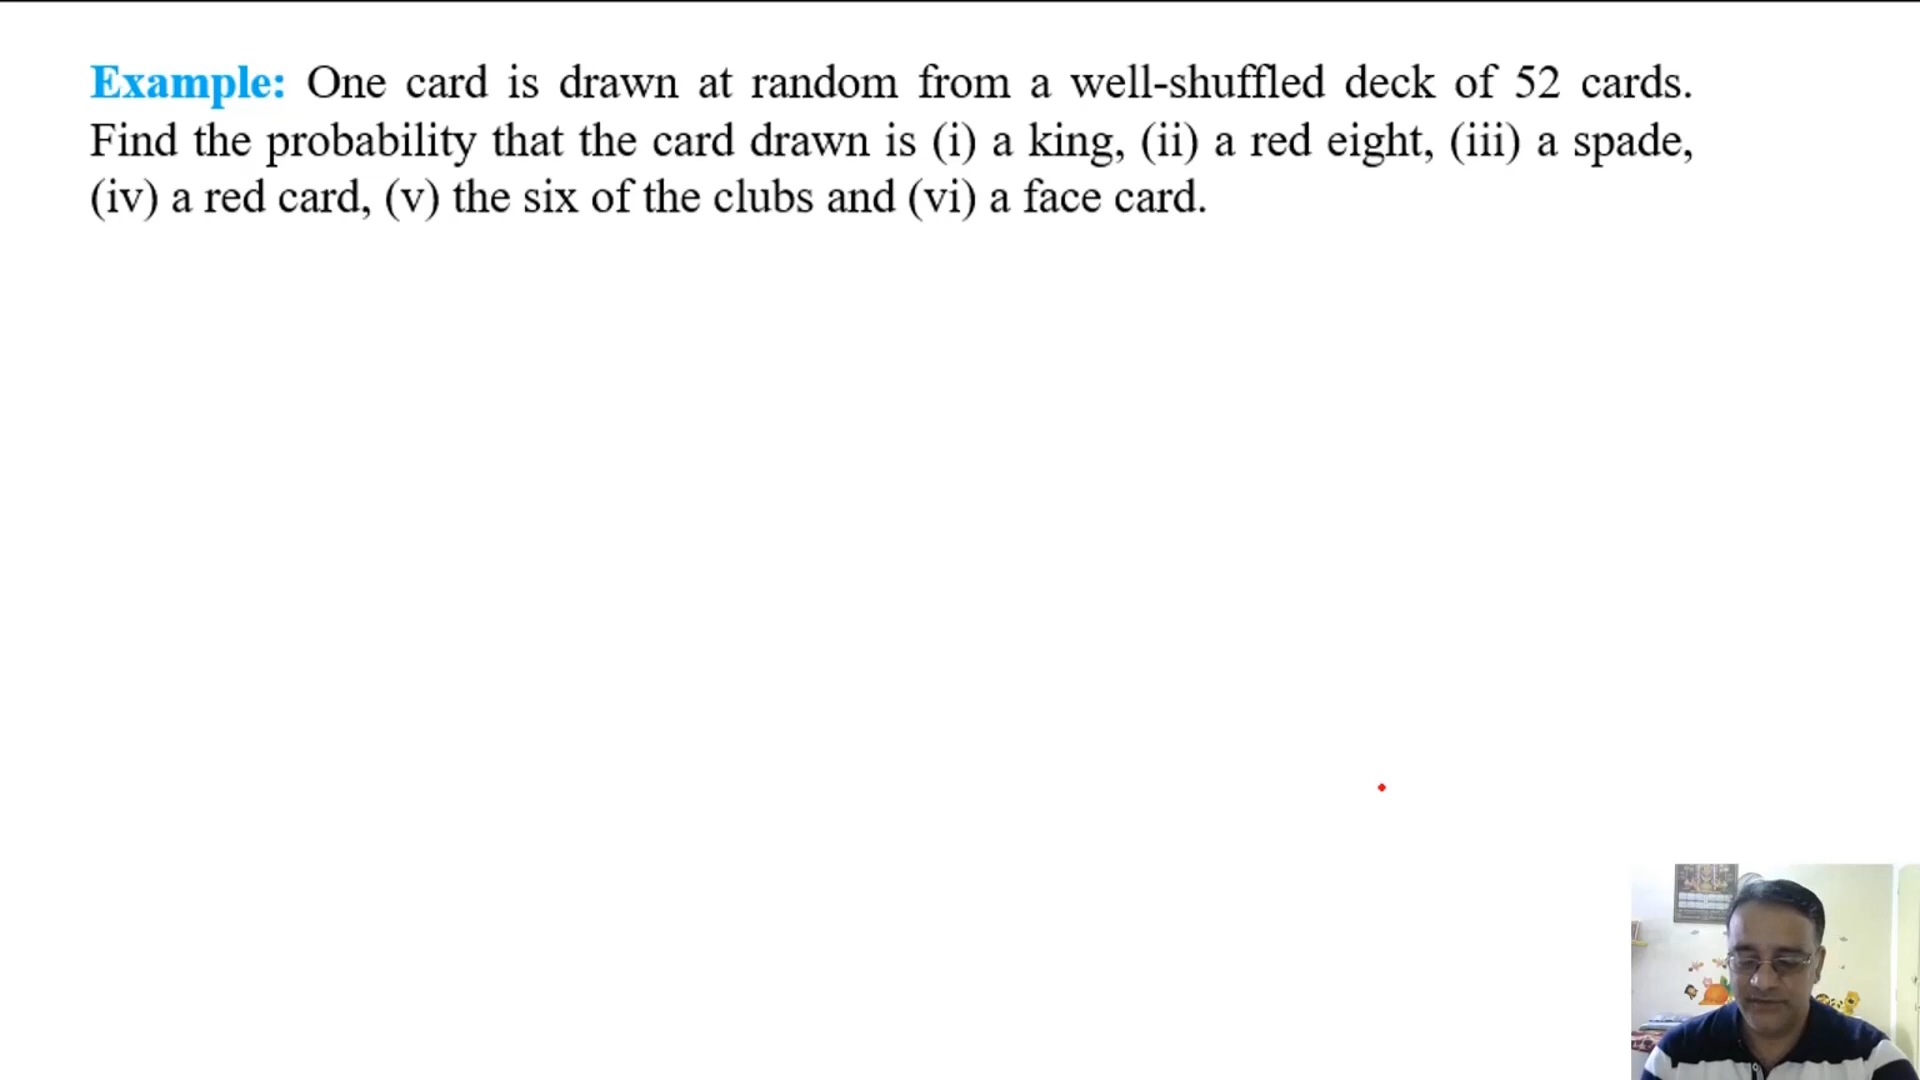 Example: One card is drawn at random from a well-shuffled deck of 52 cards.
Find the probability that the card drawn is (i) a king, (ii) a red eight, (iii) a spade,
(iv) a red card, (v) the six of the clubs and (vi) a face card.